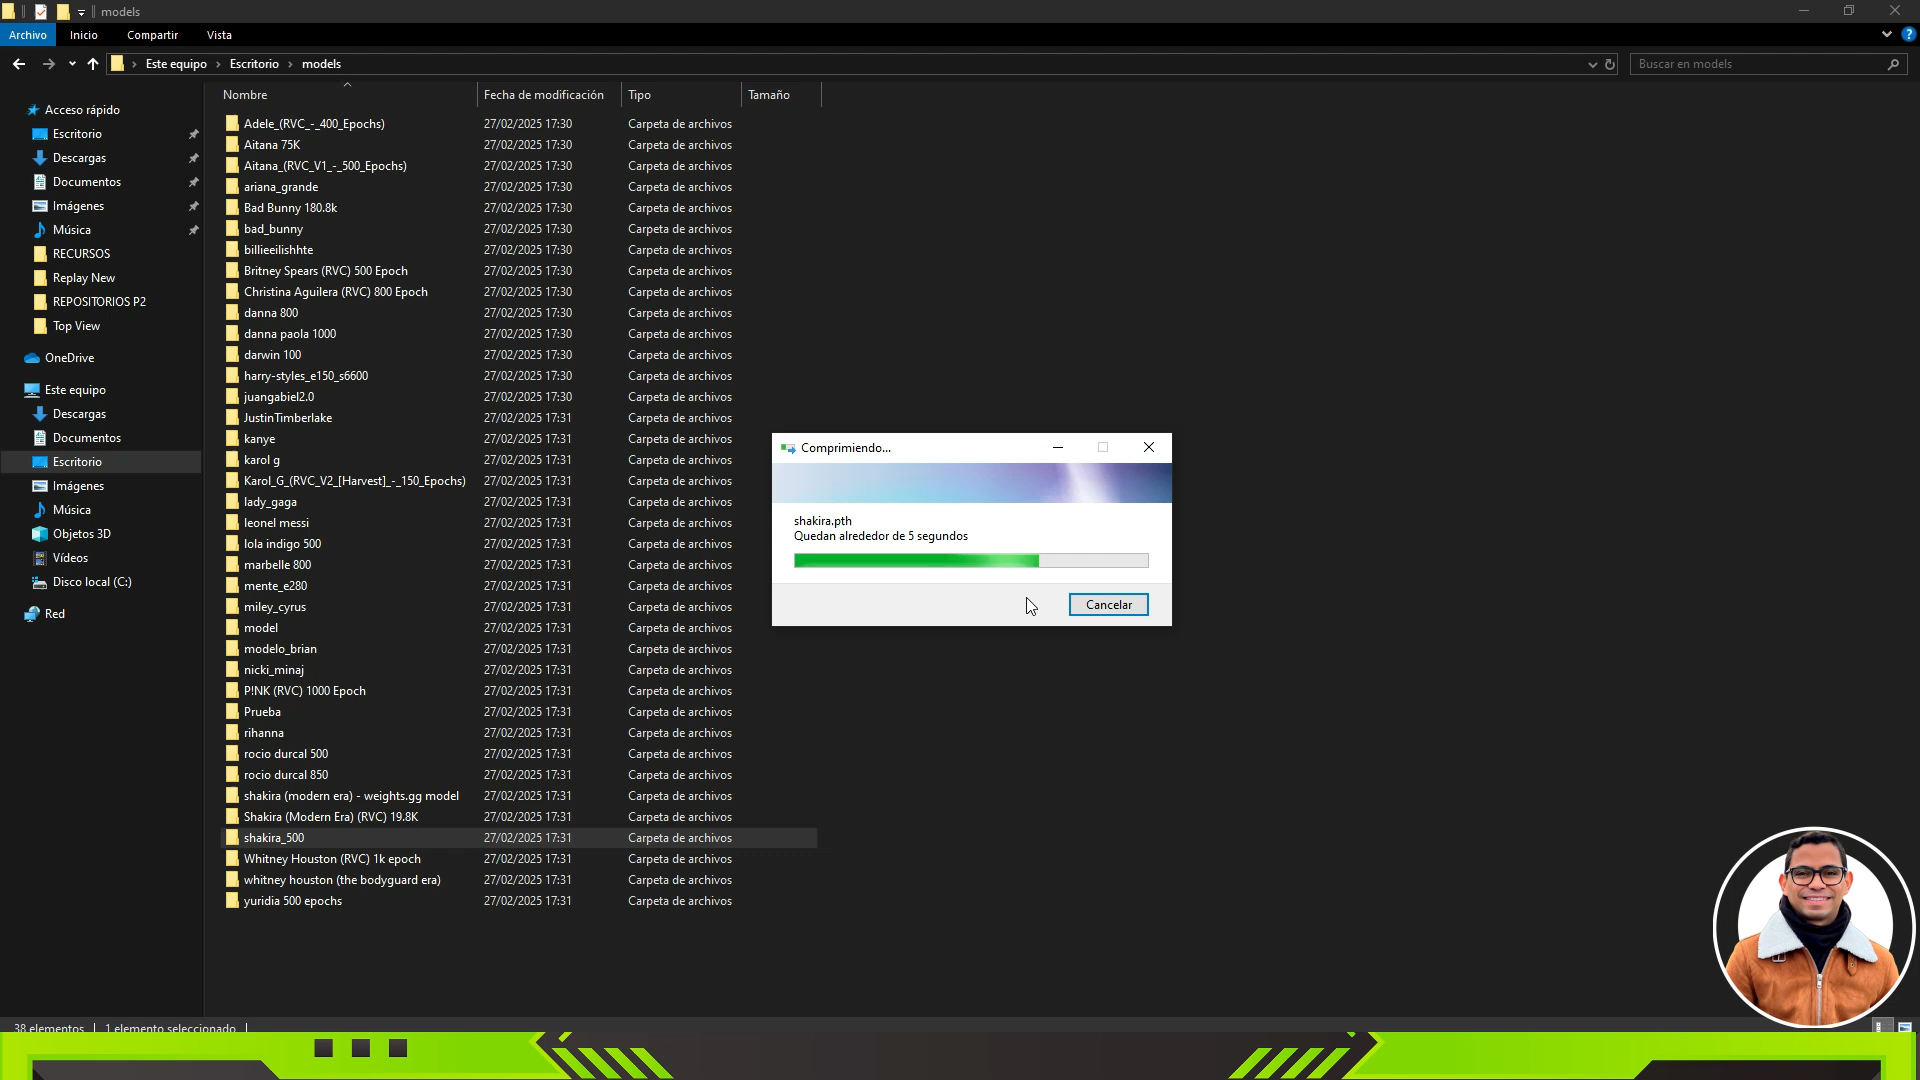 models
Archivo
Inicio
Compartir
Vista
?
Este equipo
Escritorio
models
Buscar en models
Nombre
Fecha de modificación
Tipo
Tamaño
Acceso rápido
Escritorio
Descargas
Documentos
Imágenes
Música
RECURSOS
Replay New
REPOSITORIOS P2
Top View
OneDrive
Este equipo
Descargas
Documentos
Escritorio
Imágenes
Música
Objetos 3D
Vídeos
Disco local (C:)
Red
Adele_(RVC_-_400_Epochs) 27/02/2025 17:30 Carpeta de archivos
Aitana 75K 27/02/2025 17:30 Carpeta de archivos
Aitana_(RVC_V1_-_500_Epochs) 27/02/2025 17:30 Carpeta de archivos
ariana_grande 27/02/2025 17:30 Carpeta de archivos
Bad Bunny 180.8k 27/02/2025 17:30 Carpeta de archivos
bad_bunny 27/02/2025 17:30 Carpeta de archivos
billieeilishhte 27/02/2025 17:30 Carpeta de archivos
Britney Spears (RVC) 500 Epoch 27/02/2025 17:30 Carpeta de archivos
Christina Aguilera (RVC) 800 Epoch 27/02/2025 17:30 Carpeta de archivos
danna 800 27/02/2025 17:30 Carpeta de archivos
danna paola 1000 27/02/2025 17:30 Carpeta de archivos
darwin 100 27/02/2025 17:30 Carpeta de archivos
harry-styles_e150_s6600 27/02/2025 17:30 Carpeta de archivos
juangabiel2.0 27/02/2025 17:30 Carpeta de archivos
JustinTimberlake 27/02/2025 17:31 Carpeta de archivos
kanye 27/02/2025 17:31 Carpeta de archivos
karol g 27/02/2025 17:31 Carpeta de archivos
Karol_G_(RVC_V2_[Harvest]_-_150_Epochs) 27/02/2025 17:31 Carpeta de archivos
lady_gaga 27/02/2025 17:31 Carpeta de archivos
leonel messi 27/02/2025 17:31 Carpeta de archivos
lola indigo 500 27/02/2025 17:31 Carpeta de archivos
marbelle 800 27/02/2025 17:31 Carpeta de archivos
mente_e280 27/02/2025 17:31 Carpeta de archivos
miley_cyrus 27/02/2025 17:31 Carpeta de archivos
model 27/02/2025 17:31 Carpeta de archivos
modelo_brian 27/02/2025 17:31 Carpeta de archivos
nicki_minaj 27/02/2025 17:31 Carpeta de archivos
P!NK (RVC) 1000 Epoch 27/02/2025 17:31 Carpeta de archivos
Prueba 27/02/2025 17:31 Carpeta de archivos
rihanna 27/02/2025 17:31 Carpeta de archivos
rocio durcal 500 27/02/2025 17:31 Carpeta de archivos
rocio durcal 850 27/02/2025 17:31 Carpeta de archivos
shakira (modern era) - weights.gg model 27/02/2025 17:31 Carpeta de archivos
Shakira (Modern Era) (RVC) 19.8K 27/02/2025 17:31 Carpeta de archivos
shakira_500 27/02/2025 17:31 Carpeta de archivos
Whitney Houston (RVC) 1k epoch 27/02/2025 17:31 Carpeta de archivos
whitney houston (the bodyguard era) 27/02/2025 17:31 Carpeta de archivos
yuridia 500 epochs 27/02/2025 17:31 Carpeta de archivos
Comprimiendo...
shakira.pth
Quedan alrededor de 5 segundos
Cancelar
38 elementos
1 elemento seleccionado